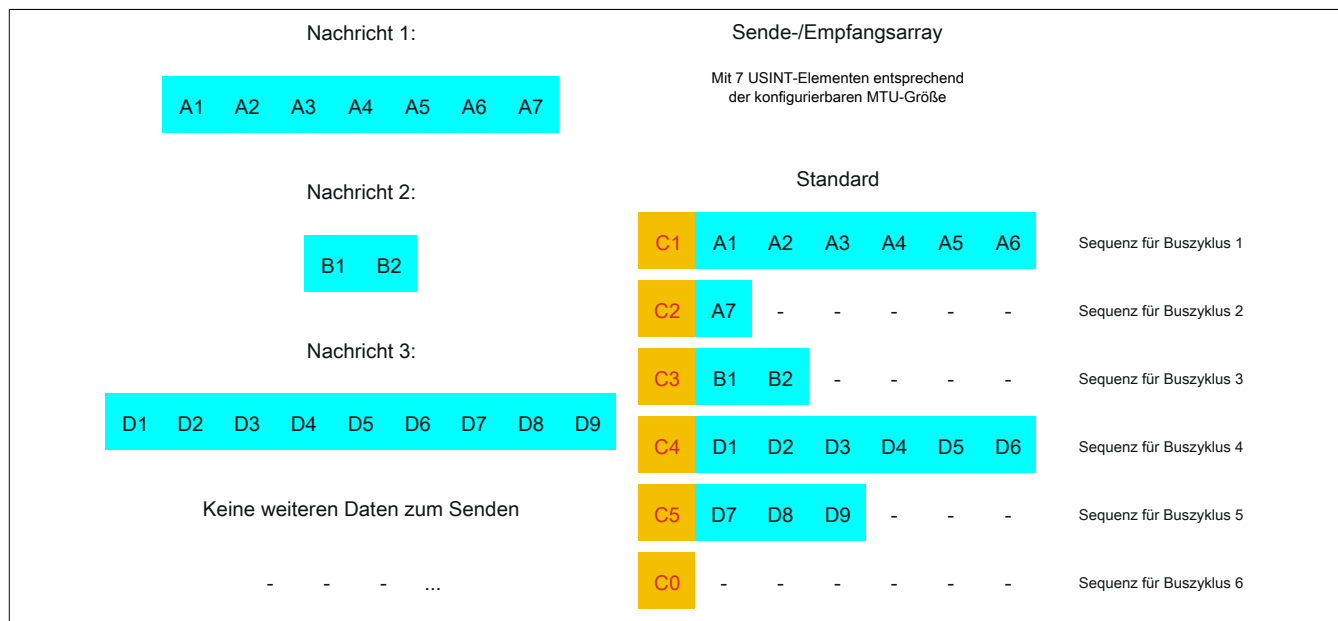 Nachricht 1:
A1 A2 A3 A4 A5 A6 A7
Nachricht 2:
B1 B2
Nachricht 3:
D1 D2 D3 D4 D5 D6 D7 D8 D9
Keine weiteren Daten zum Senden
- - - ...
Sende-/Empfangsarray
Mit 7 USINT-Elementen entsprechend
der konfigurierbaren MTU-Größe
Standard
C1 A1 A2 A3 A4 A5 A6 Sequenz für Buszyklus 1
C2 A7 - - - - - Sequenz für Buszyklus 2
C3 B1 B2 - - - - Sequenz für Buszyklus 3
C4 D1 D2 D3 D4 D5 D6 Sequenz für Buszyklus 4
C5 D7 D8 D9 - - - Sequenz für Buszyklus 5
C0 - - - - - - Sequenz für Buszyklus 6